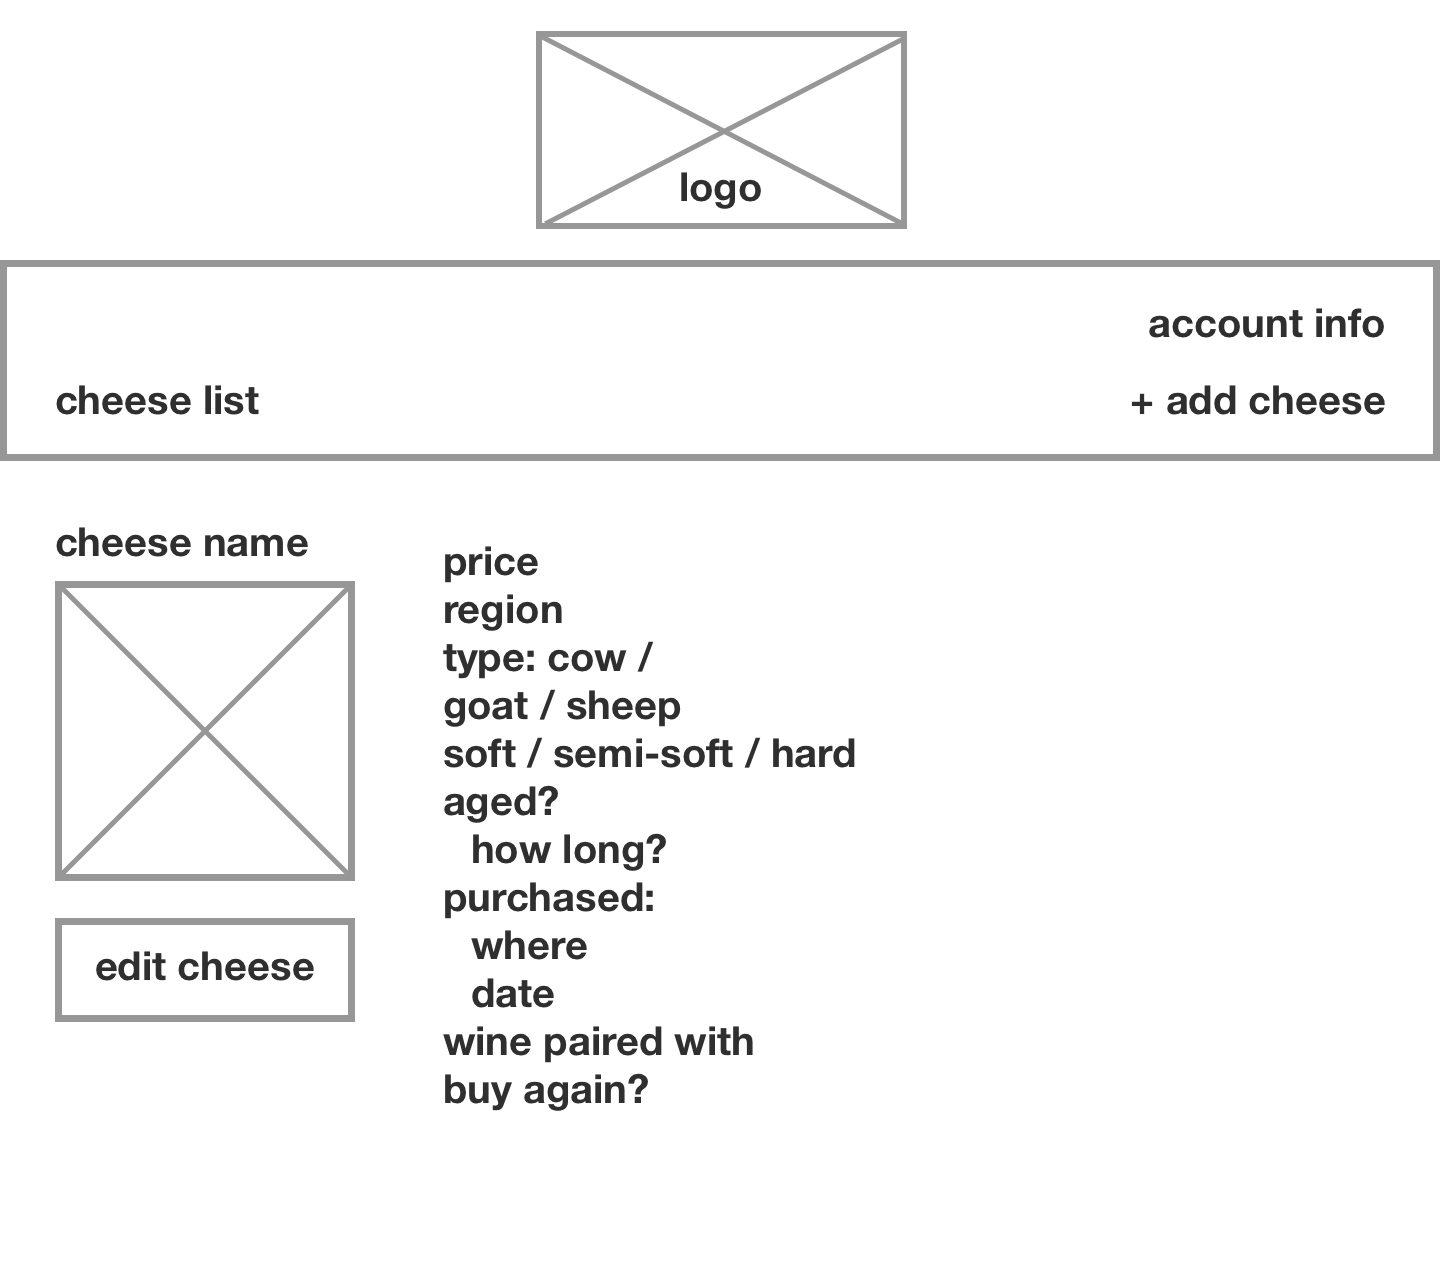 logo
account info
cheese list
+ add cheese
cheese name
edit cheese
price
region
type: cow /
goat / sheep
soft / semi-soft / hard
aged?
how long?
purchased:
where
date
wine paired with
buy again?